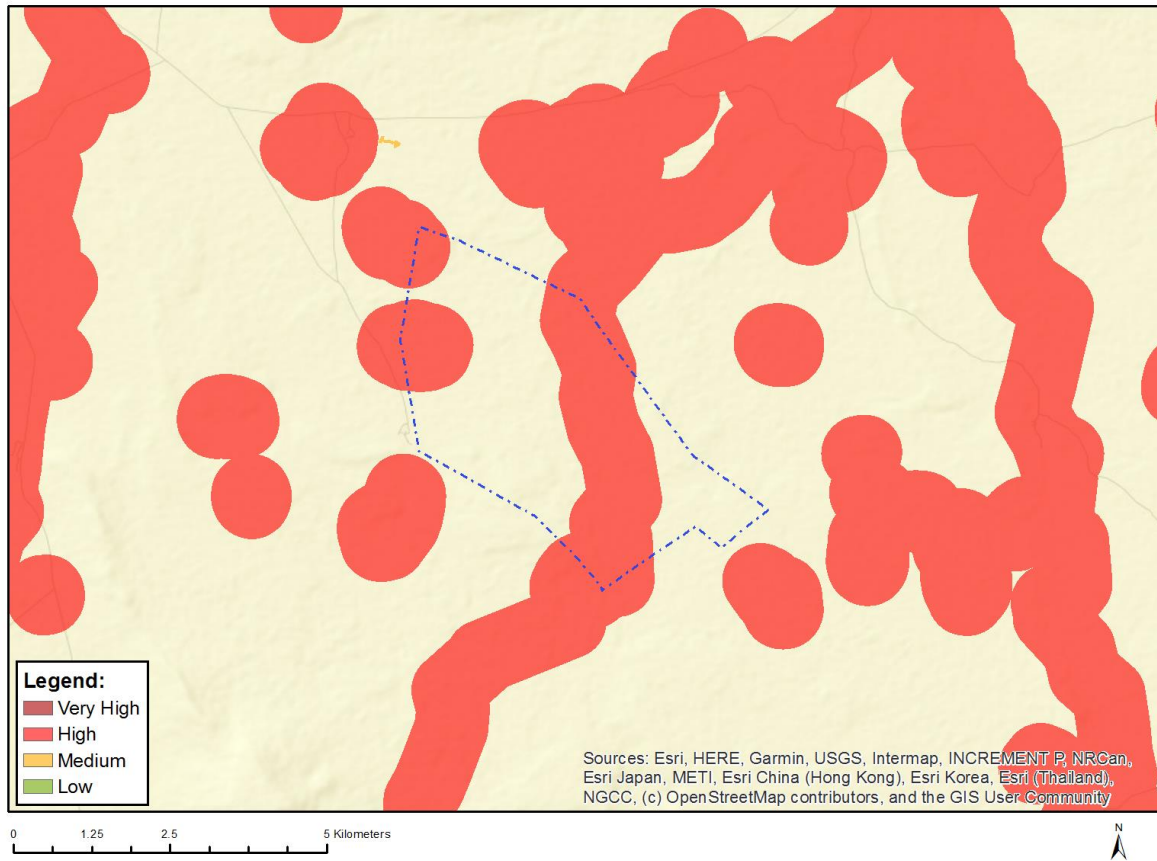 Legend:
Very High
High
Medium
Low
Sources: Esri, HERE, Garmin, USGS, Intermap, INCREMENT P, NRCan,
Esri Japan, METI, Esri China (Hong Kong), Esri Korea, Esri (Thailand),
NGCC, (c) OpenStreetMap contributors, and the GIS User Community
0 1.25 2.5 5 Kilometers
N